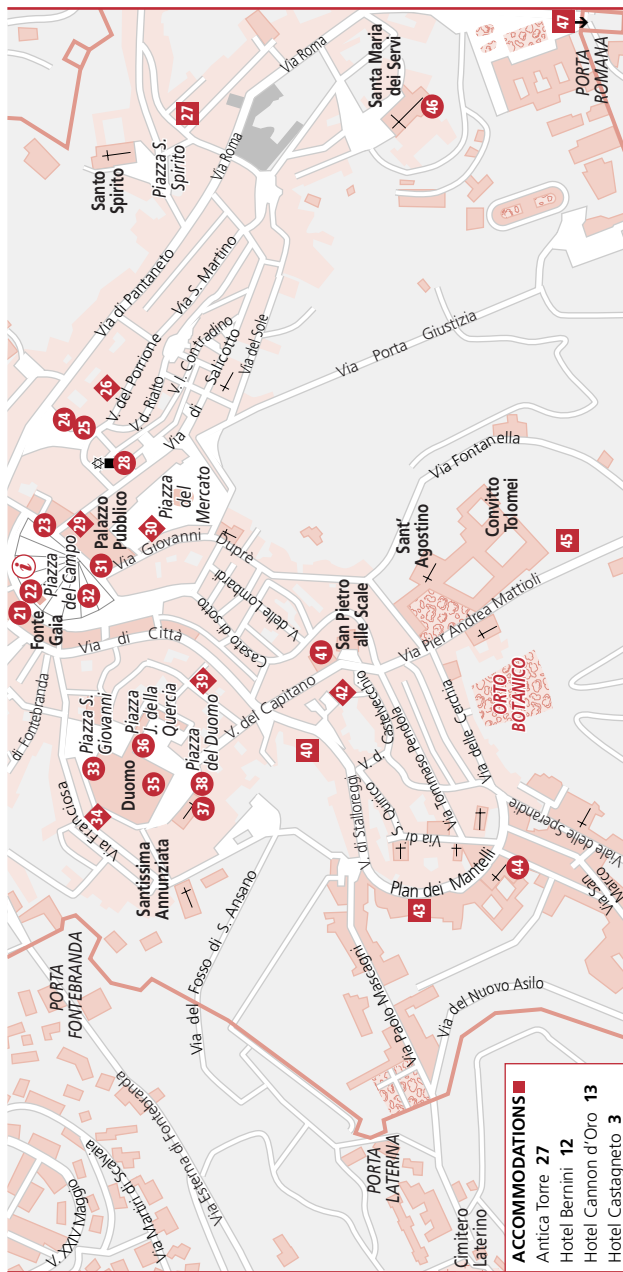 V. XXIV Maggio
Via Martiri di Scalvaia
Via Esterna di Fontebranda
PORTA
FONTEBRANDA
di Fontebranda
Via Franciosa
34
Santissima
Annunziata
33
Piazza S.
Giovanni
Duomo
35
36
Piazza
J. della
Quercia
37
38
Piazza
del Duomo
39
Via del Fosso di S. Ansano
21
22
Fonte
Gaia
i
Piazza
del Campo
23
32
31
29
Palazzo
Pubblico
30
Piazza
del
Mercato
28
24
25
26
V. del Porrione
V.d. Rialto
V. l. Contradino
Via di Salicotto
Via del Sole
Via S. Martino
Via di Pantaneto
Santo
Spirito
Piazza S.
Spirito
27
Via Roma
Via Roma
Santa Maria
dei Servi
46
47
PORTA
ROMANA
Via di Città
Via Giovanni Duprè
Casato di sotto
V. delle Lombardi
V. del Capitano
40
41
San Pietro
alle Scale
42
V. d. Castelvecchio
V. di Stalloreggi
Via di S. Quirico
Via Tommaso Pendola
Via delle Cerchia
Via Porta Giustizia
Via Fontanella
Sant'
Agostino
Convitto
Tolomei
Via Pier Andrea Mattioli
45
ORTO
BOTANICO
Pian dei Mantelli
43
44
Viale delle Sperandie
Via San
Marco
Via Paolo Mascagni
Via del Nuovo Asilo
PORTA
LATERINA
Cimitero
Laterino
ACCOMMODATIONS
Antica Torre 27
Hotel Bernini 12
Hotel Cannon d'Oro 13
Hotel Castagneto 3